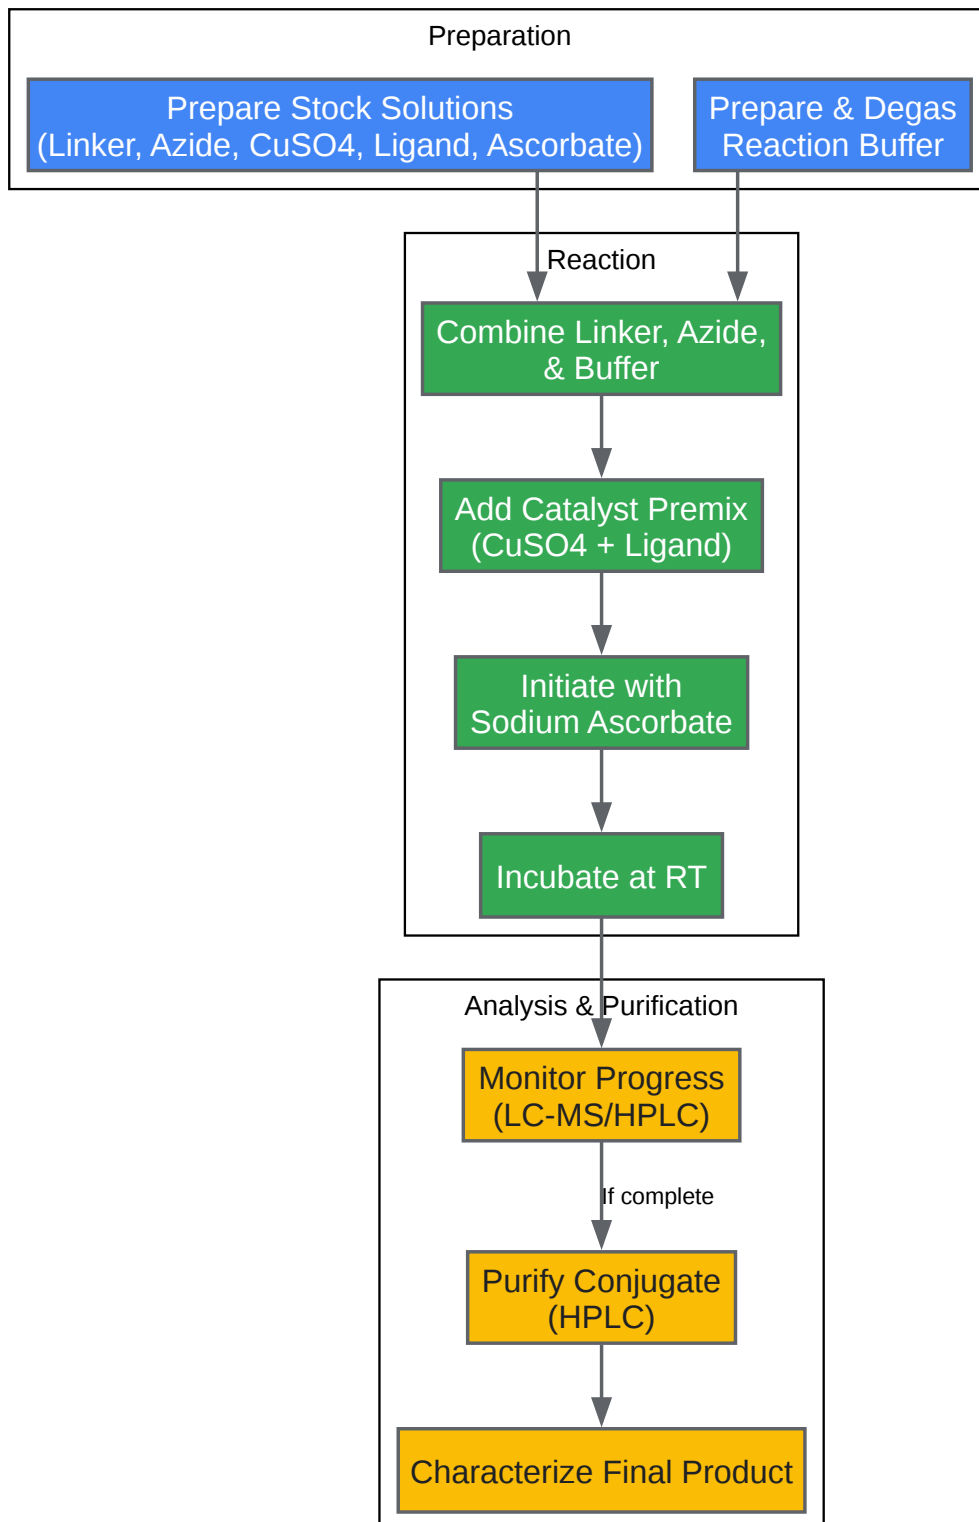 Preparation
Prepare Stock Solutions
(Linker, Azide, CuSO4, Ligand, Ascorbate)
Prepare & Degas
Reaction Buffer
Reaction
Combine Linker, Azide,
& Buffer
Add Catalyst Premix
(CuSO4 + Ligand)
Initiate with
Sodium Ascorbate
Incubate at RT
Analysis & Purification
Monitor Progress
(LC-MS/HPLC)
If complete
Purify Conjugate
(HPLC)
Characterize Final Product